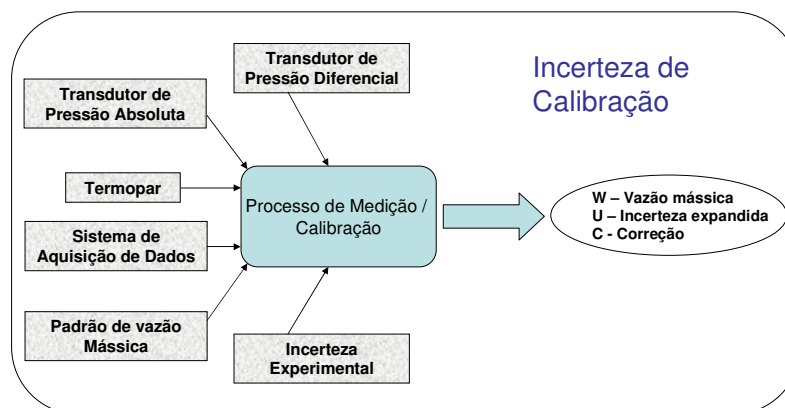 Incerteza de
Calibração
Transdutor de
Pressão Diferencial
Transdutor de
Pressão Absoluta
Termopar
Sistema de
Aquisição de Dados
Padrão de vazão
Mássica
Incerteza
Experimental
Processo de Medição /
Calibração
W – Vazão mássica
U – Incerteza expandida
C - Correção